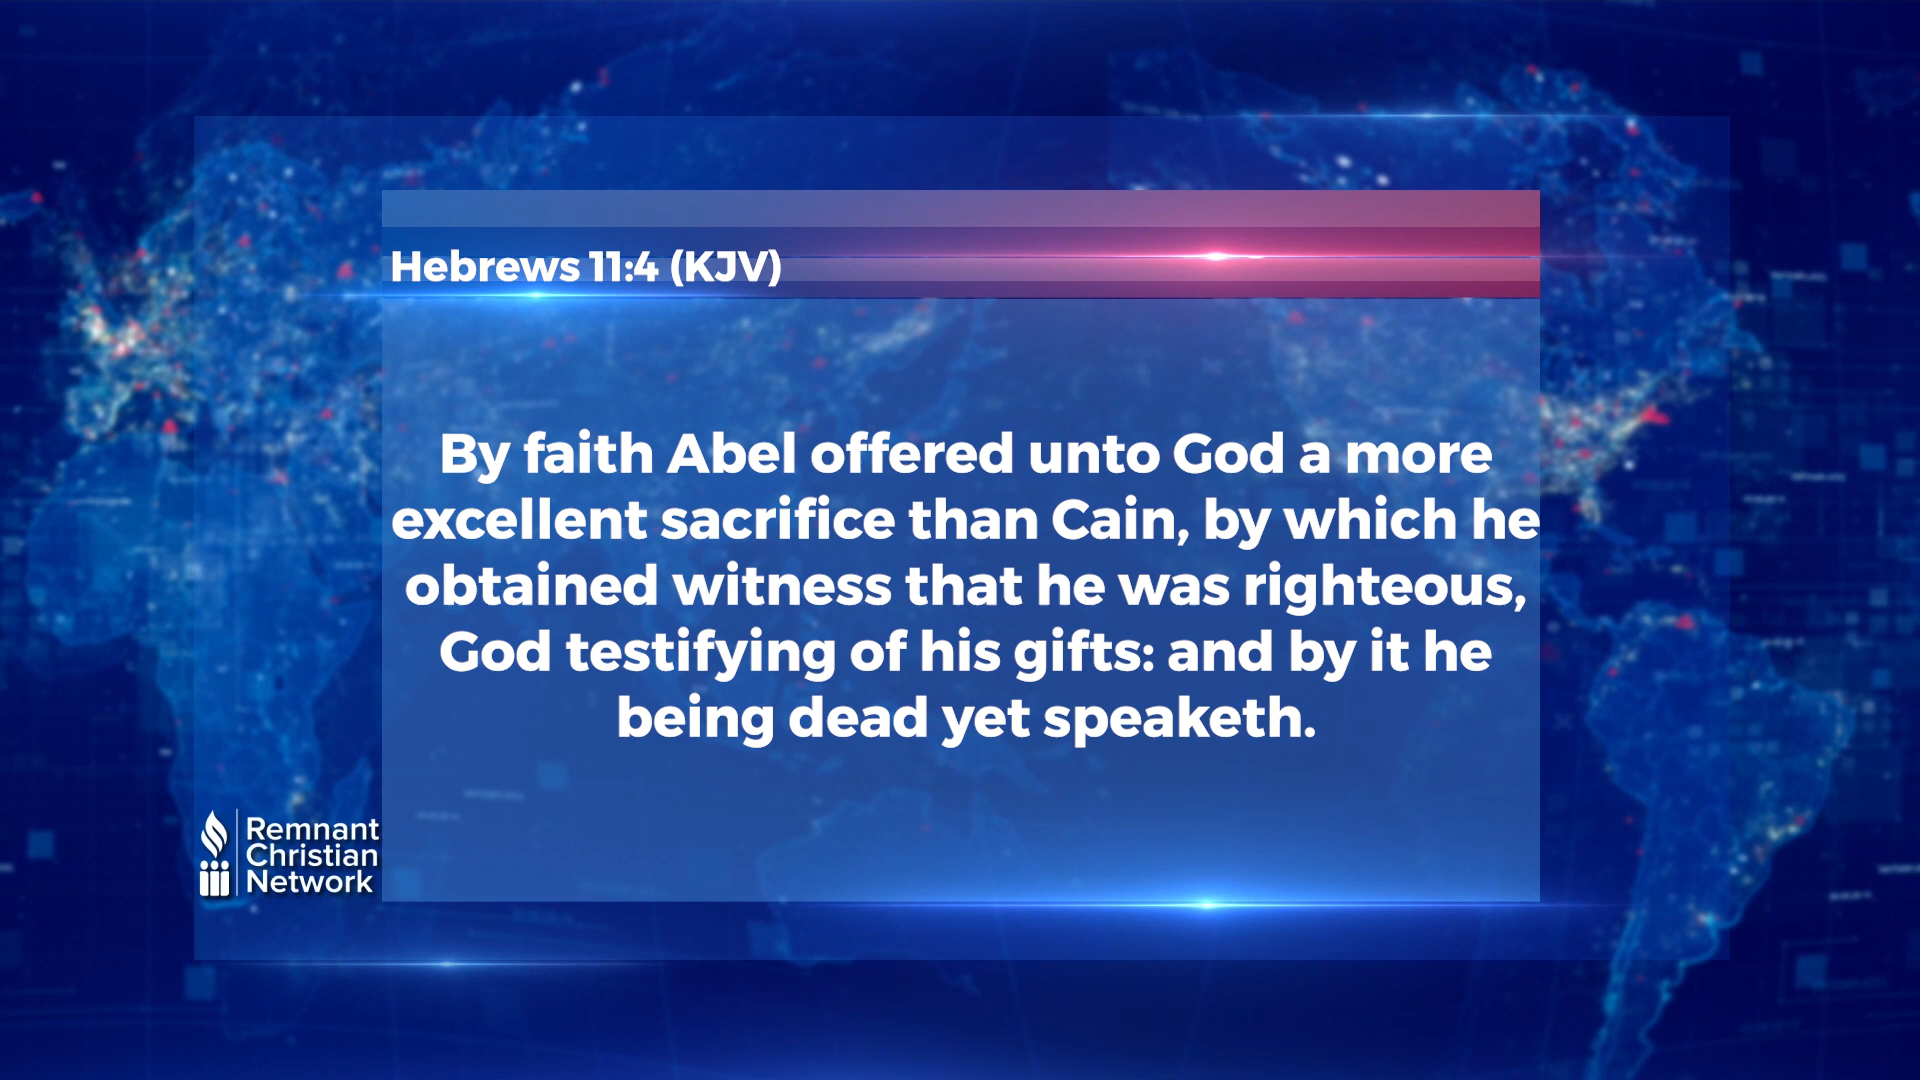 Hebrews 11:4 (KJV)
By faith Abel offered unto God a more
excellent sacrifice than Cain, by which he
obtained witness that he was righteous,
God testifying of his gifts: and by it he
being dead yet speaketh.
Remnant
Christian
Network